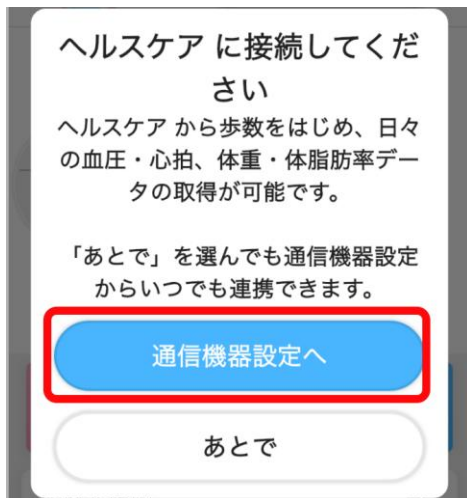 ヘルスケア に接続してくだ
さい
ヘルスケア から歩数をはじめ、日々
の血圧・心拍、体重・体脂肪率デー
タの取得が可能です。
「あとで」を選んでも通信機器設定
からいつでも連携できます。
通信機器設定へ
あとで